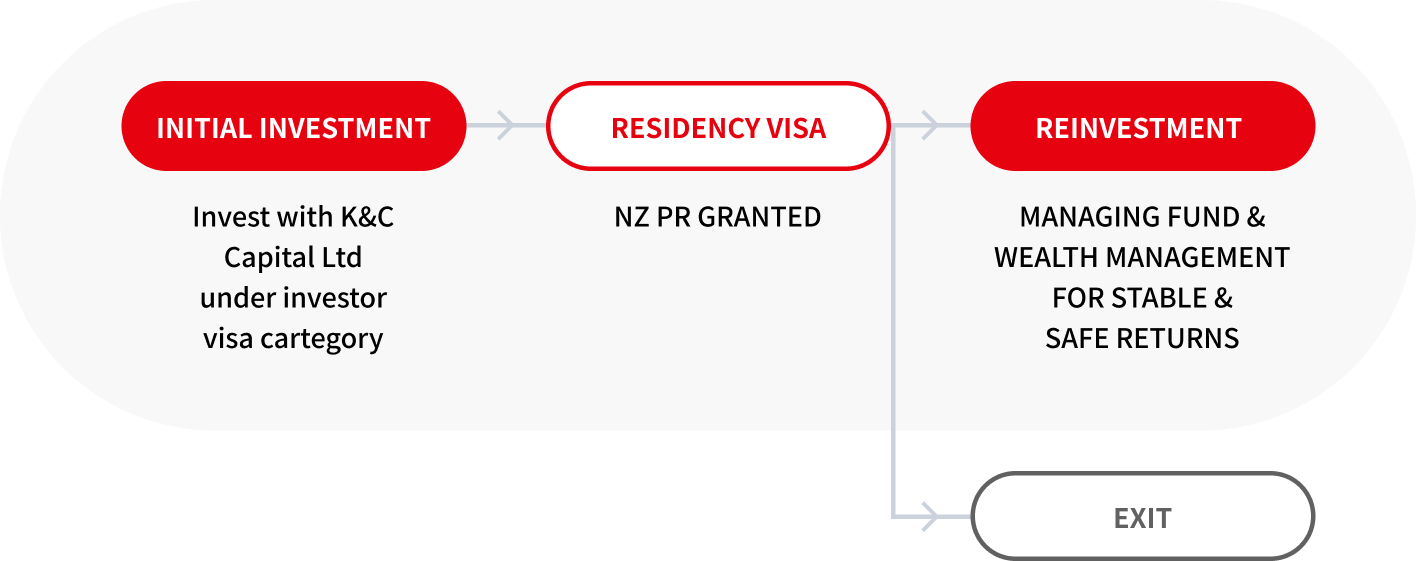 INITIAL INVESTMENT
Invest with K&C
Capital Ltd
under investor
visa cartegory
RESIDENCY VISA
NZ PR GRANTED
REINVESTMENT
MANAGING FUND &
WEALTH MANAGEMENT
FOR STABLE &
SAFE RETURNS
EXIT